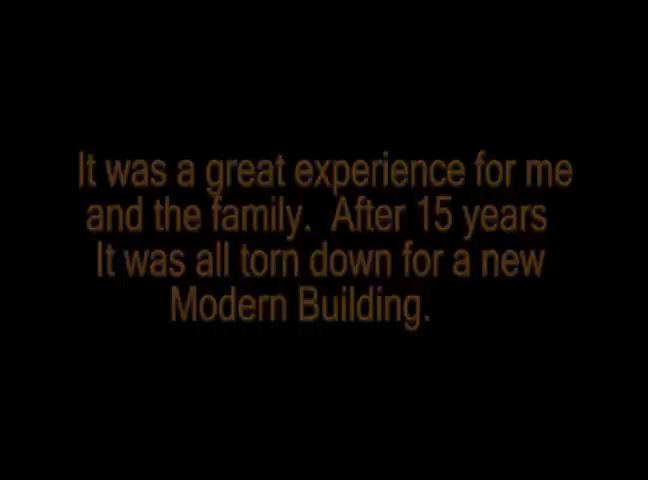 It was a great experience for me
and the family.  After 15 years
It was all torn down for a new
Modern Building.